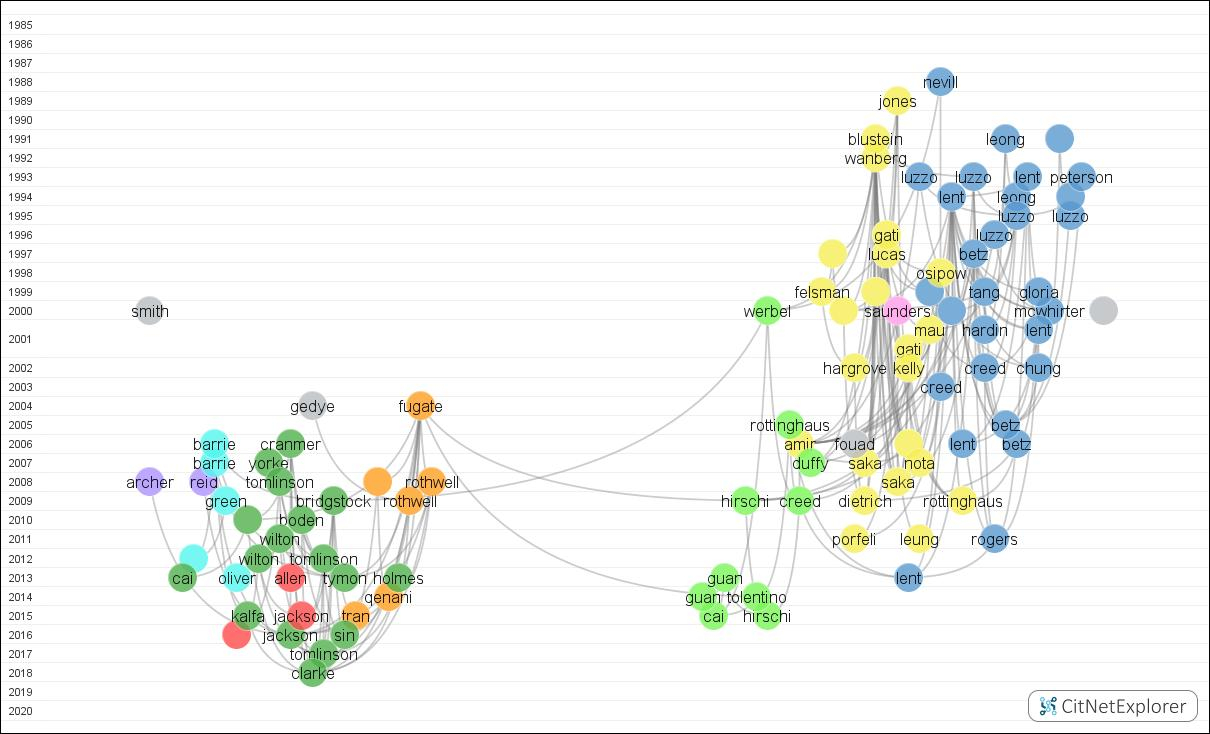 1985
1986
1987
1988 nevill
1989 jones
1990
1991 blustein leong
1992 wanberg
1993 luzzo luzzo lent peterson
1994 lent leong
1995 luzzo luzzo
1996 gati luzzo
1997 lucas betz
1998 osipow
1999 felsman tang gloria
2000 smith werbel saunders mcwhirter
2001 mau hardin lent
gati
2002 hargrove kelly creed chung
2003 creed
2004 gedye fugate
2005 rottinghaus betz
2006 barrie cranmer amir fouad lent betz
2007 barrie yorke duffy saka nota
2008 archer reid tomlinson rothwell saka
2009 green bridgstock rothwell hirschi creed dietrich rottinghaus
2010 boden
2011 wilton porfeli leung rogers
2012 wilton tomlinson
2013 cai oliver allen tymon holmes guan lent
2014 qenani guan tolentino
2015 kalfa jackson tran cai hirschi
2016 jackson sin
2017 tomlinson
2018 clarke
2019
2020
CitNetExplorer